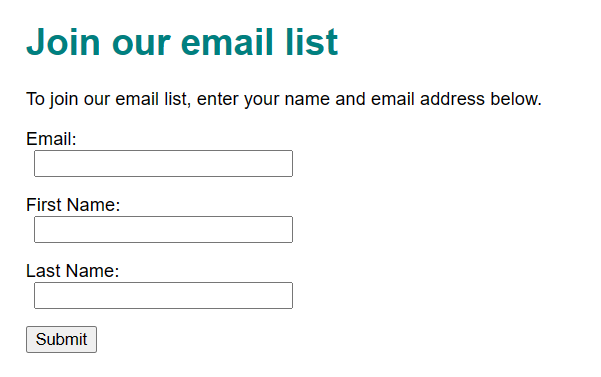 Join our email list
To join our email list, enter your name and email address below.
Email:
First Name:
Last Name:
Submit